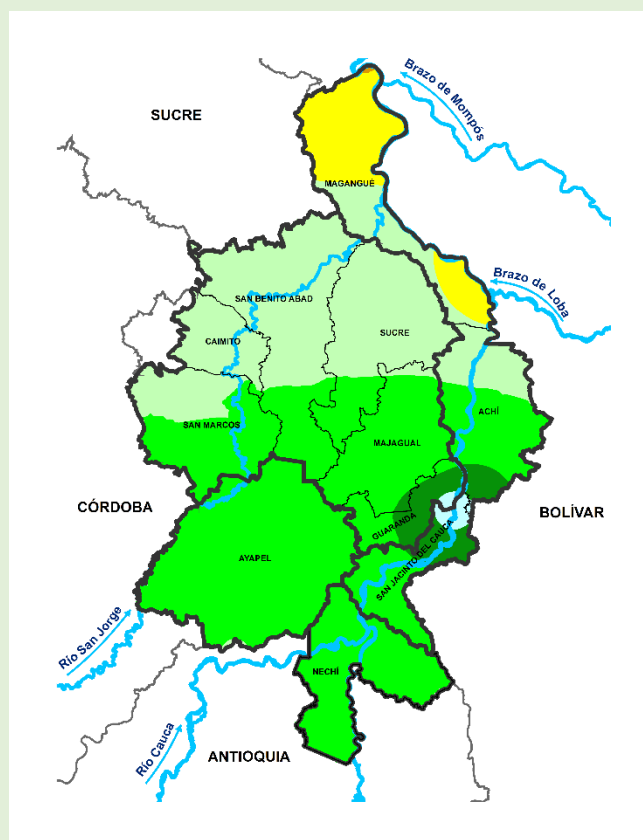 SUCRE
Brazo de Mompós
MAGANGUÉ
Brazo de Loba
SAN BENITO ABAD
SUCRE
CAIMITO
ACHÍ
SAN MARCOS
MAJAGUAL
CÓRDOBA
BOLÍVAR
GUARANDA
AYAPEL
SAN JACINTO DEL CAUCA
Río San Jorge
NECHÍ
Río Cauca
ANTIOQUIA